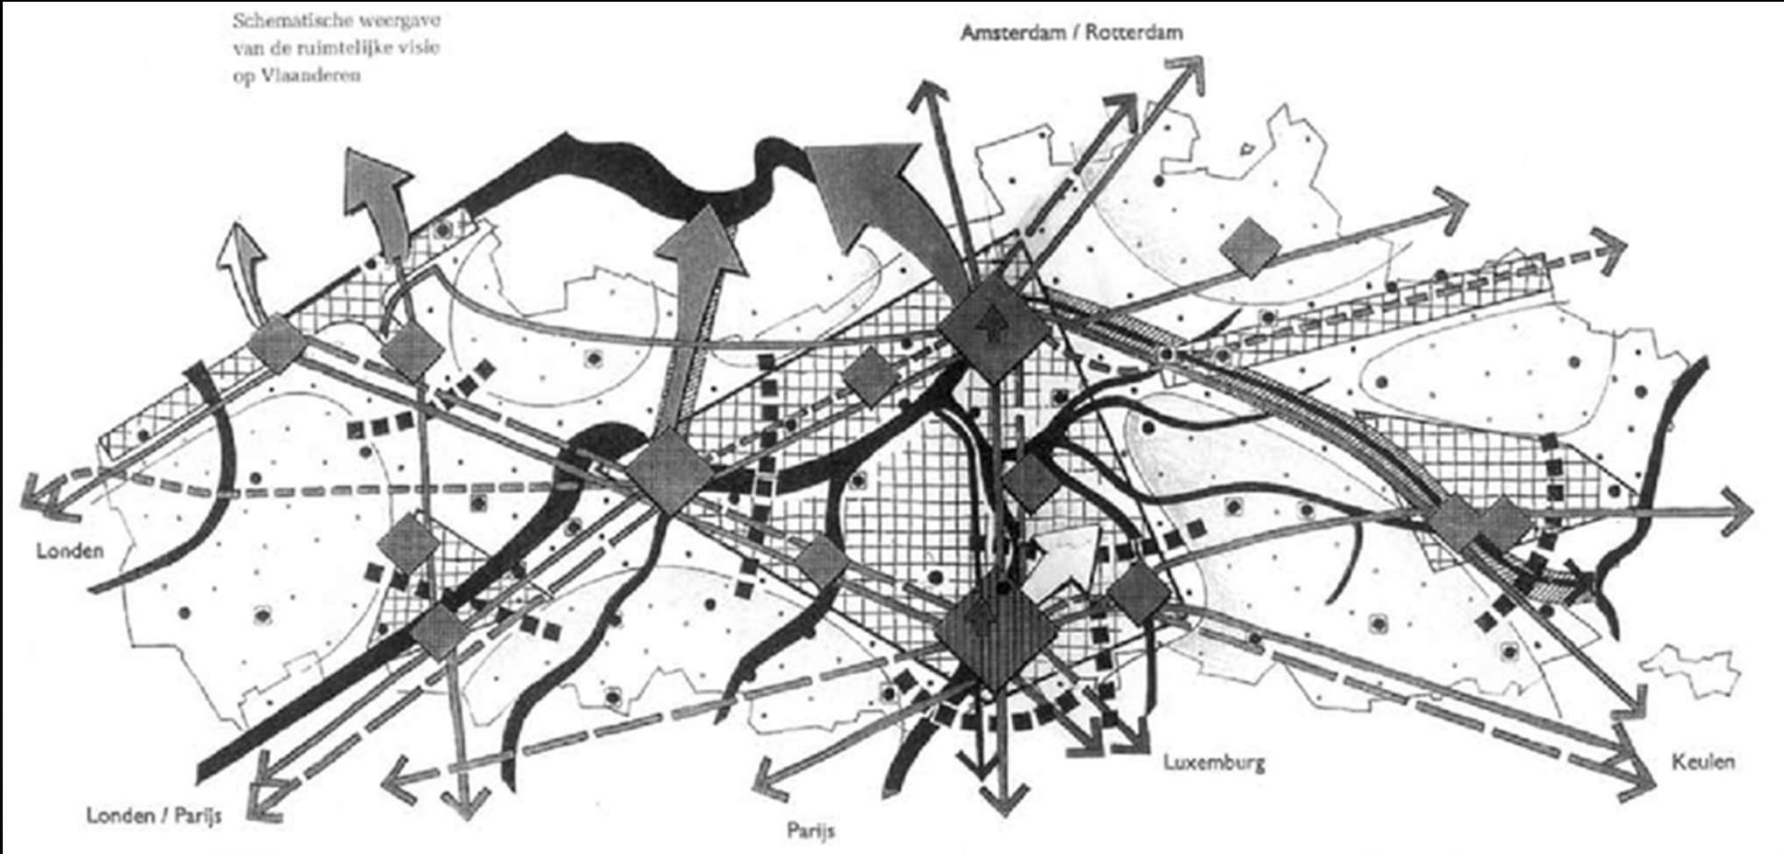 Schematische weergave
van de ruimtelijke visie
op Vlaanderen
Amsterdam / Rotterdam
Londen
Londen / Parijs
Parijs
Luxemburg
Keulen